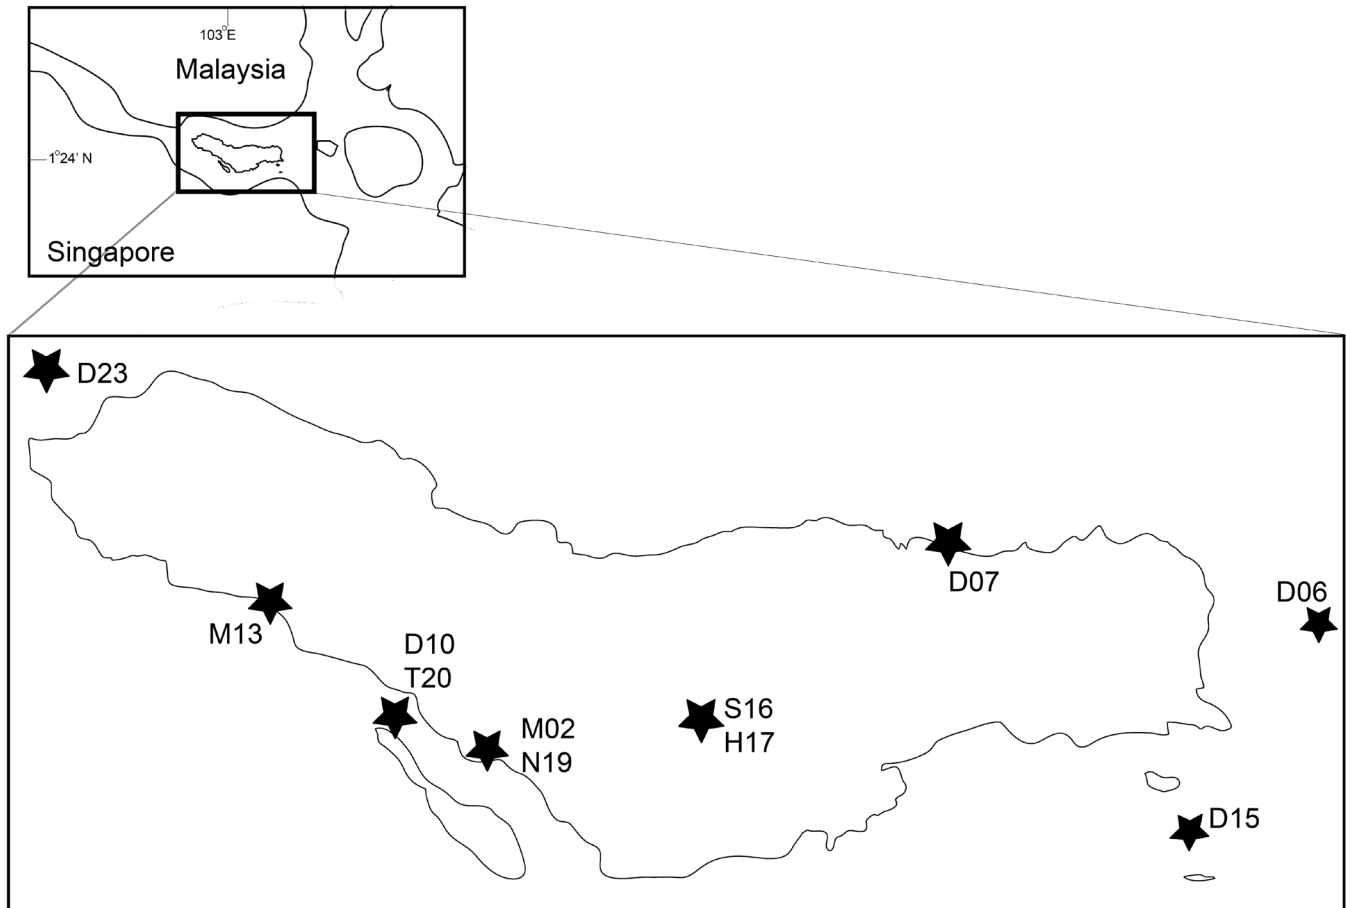 103°E
Malaysia
1°24' N
Singapore
D23
D07
D06
M13
D10
T20
M02
N19
S16
H17
D15